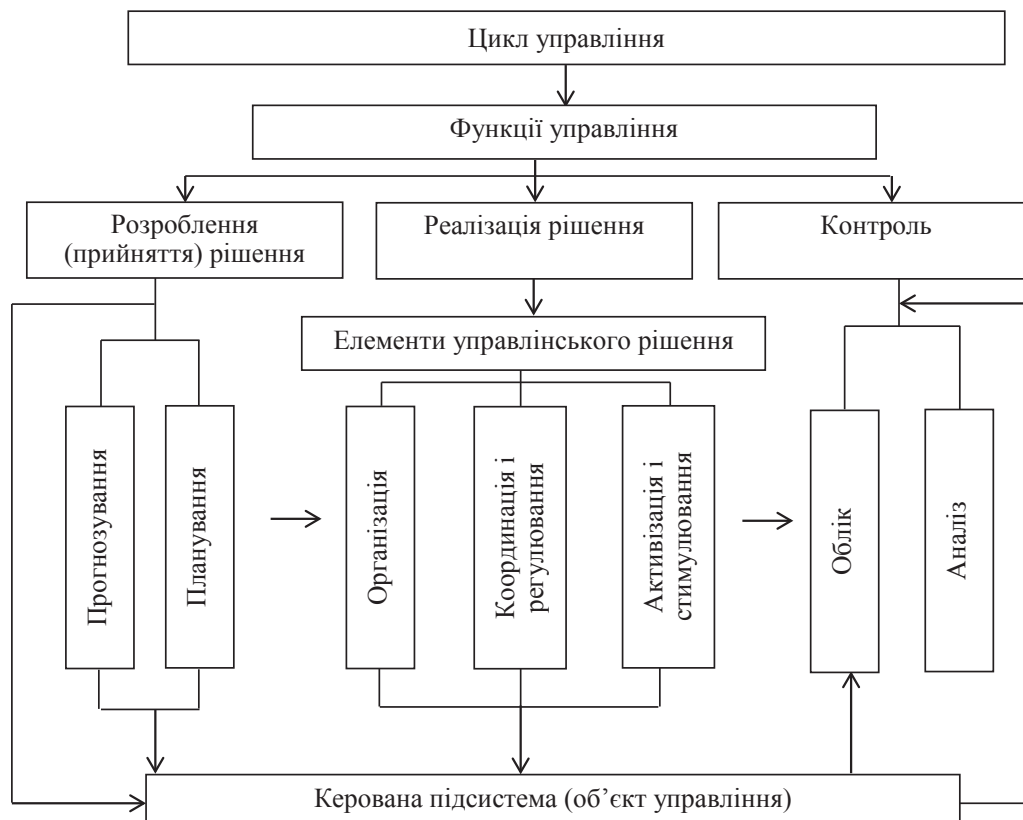 Цикл управління
Функції управління
Розроблення
(прийняття) рішення
Реалізація рішення
Контроль
Елементи управлінського рішення
Прогнозування
Планування
Організація
Координація і
регулювання
Активізація і
стимулювання
Облік
Аналіз
Керована підсистема (об’єкт управління)